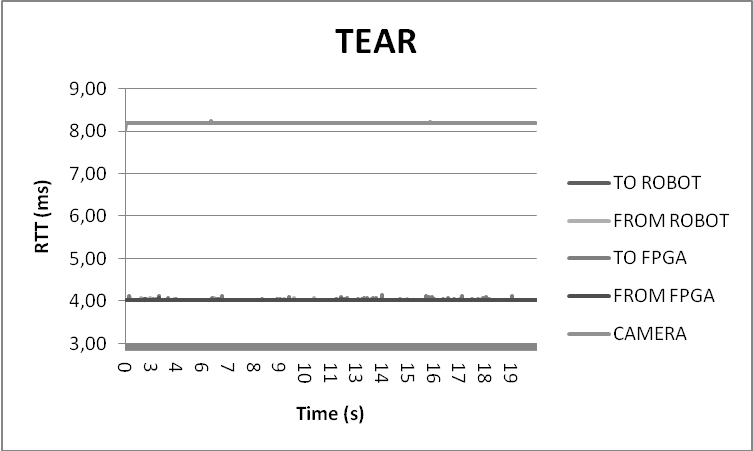 TEAR
9,00
8,00
7,00
6,00
5,00
4,00
3,00
RTT (ms)
0 3 4 6 7 8 9 10 11 13 14 15 16 17 18 19
Time (s)
TO ROBOT
FROM ROBOT
TO FPGA
FROM FPGA
CAMERA